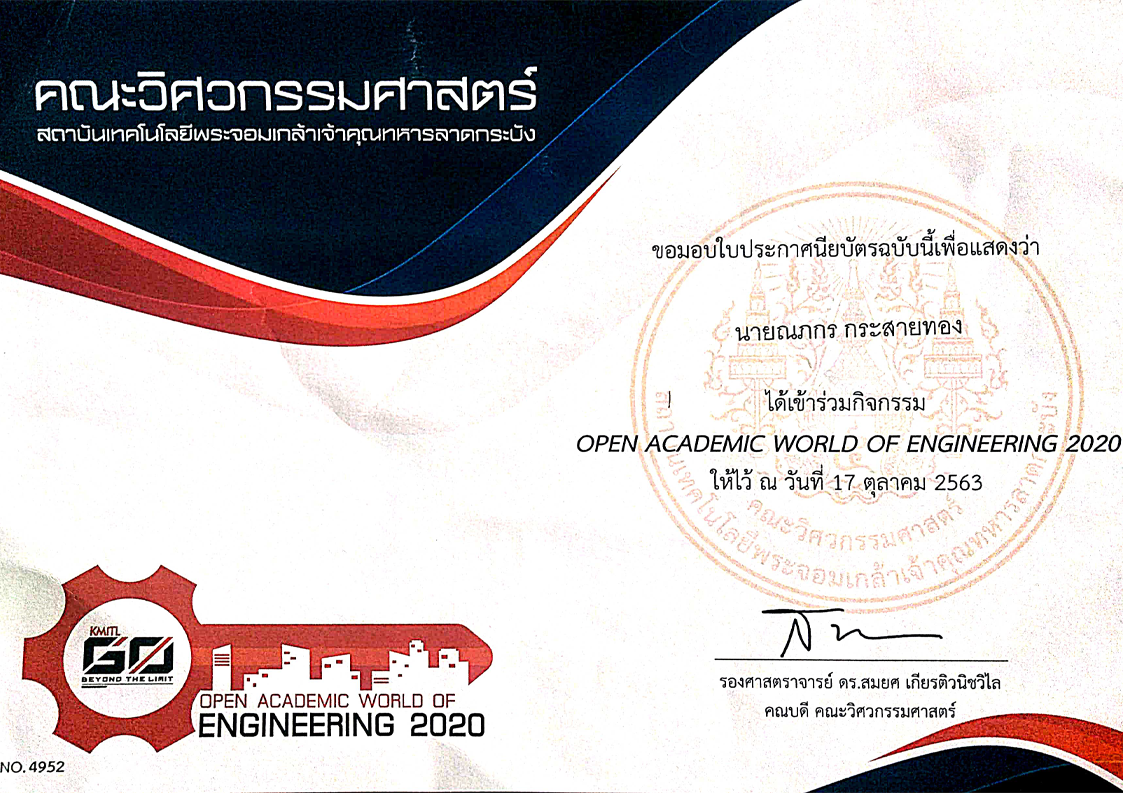 คณะวิศวกรรมศาสตร์
สถาบันเทคโนโลยีพระจอมเกล้าเจ้าคุณทหารลาดกระบัง
ขอมอบใบประกาศนียบัตรฉบับนี้เพื่อแสดงว่า
นายณภกร กระสายทอง
ได้เข้าร่วมกิจกรรม
OPEN ACADEMIC WORLD OF ENGINEERING 2020
ให้ไว้ ณ วันที่ 17 ตุลาคม 2563
คณะวิศวกรรมศาสตร์
สถาบันเทคโนโลยีพระจอมเกล้าเจ้าคุณทหารลาดกระบัง
รองศาสตราจารย์ ดร.สมยศ เกียรติวนิชวิไล
คณบดี คณะวิศวกรรมศาสตร์
KMITL
GO
BEYOND THE LIMIT
OPEN ACADEMIC WORLD OF
ENGINEERING 2020
NO. 4952